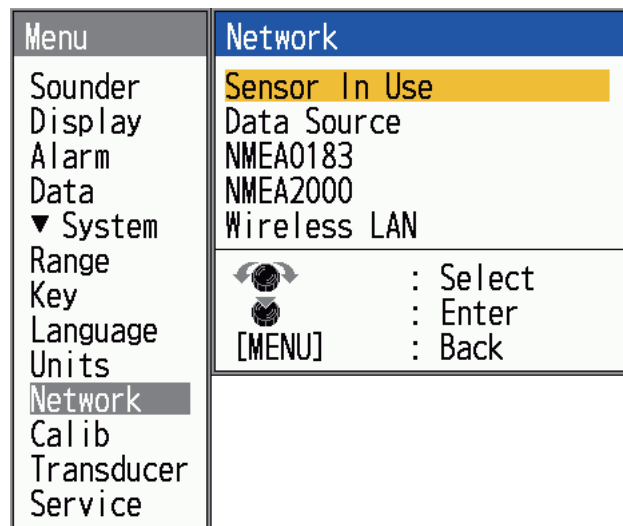 Menu
Sounder
Display
Alarm
Data
▼ System
Range
Key
Language
Units
Network
Calib
Transducer
Service
Network
Sensor In Use
Data Source
NMEA0183
NMEA2000
Wireless LAN
: Select
: Enter
[MENU] : Back